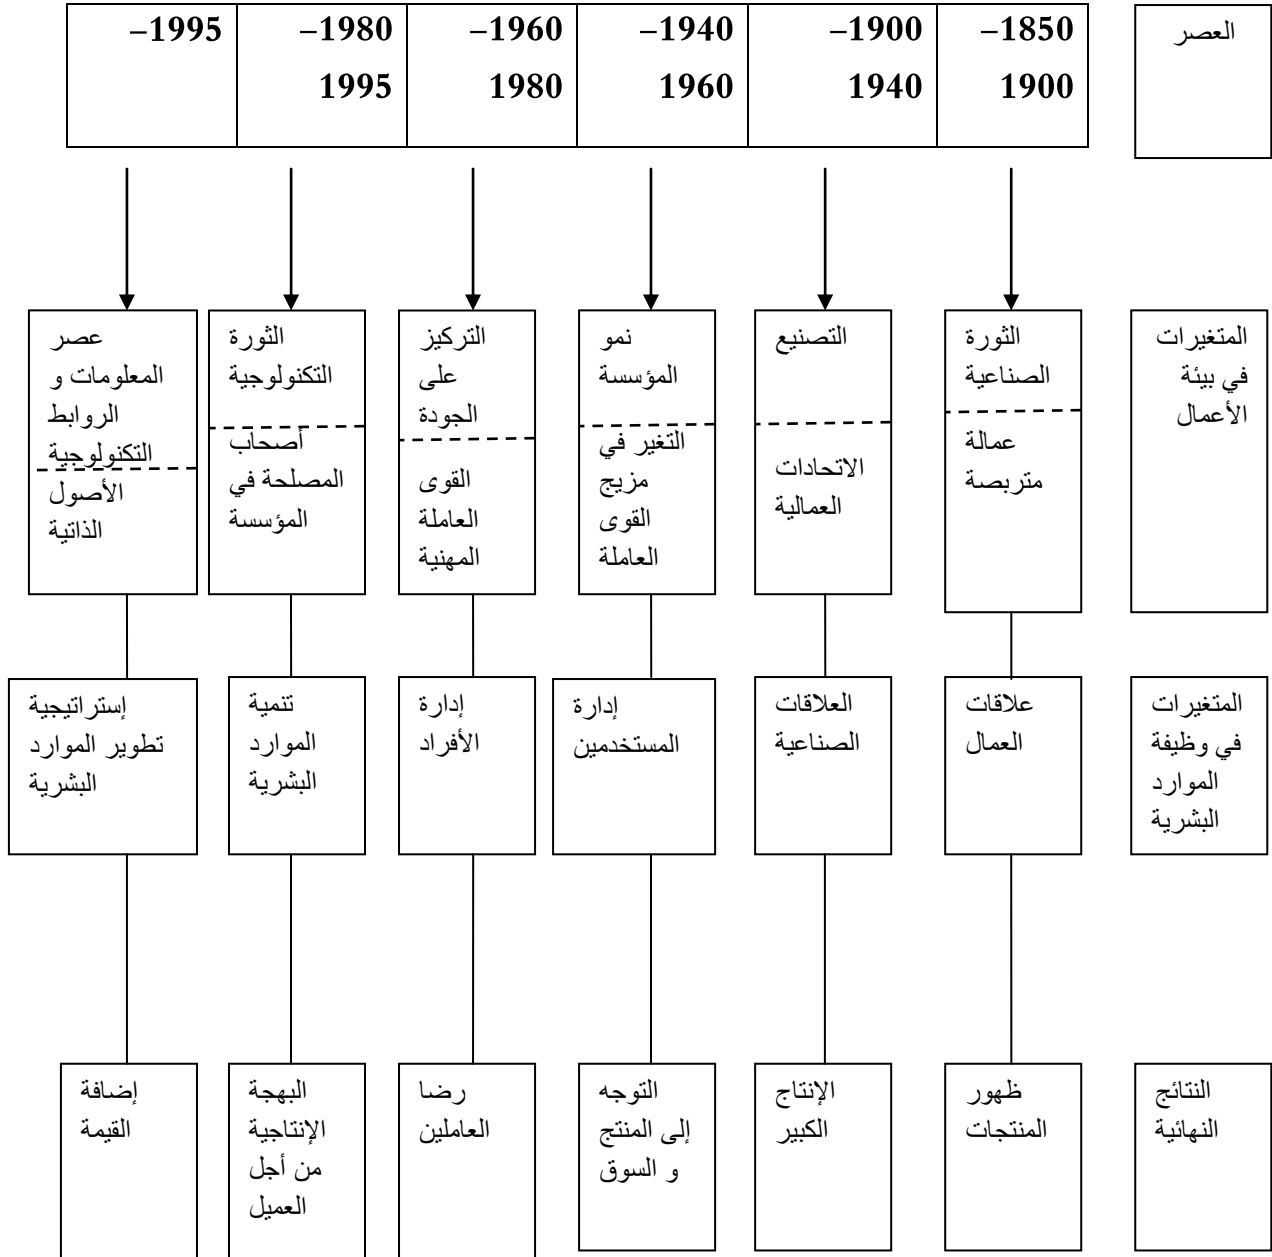 العصر
1850–
1900
1900–
1940
1940–
1960
1960–
1980
1980–
1995
1995–
المتغيرات
في بيئة
الأعمال
الثورة
الصناعية
عمالة
متربصة
التصنيع
الاتحادات
العمالية
نمو
المؤسسة
التغير في
مزيج
القوى
العاملة
التركيز
على
الجودة
القوى
العاملة
المهنية
الثورة
التكنولوجية
أصحاب
المصلحة في
المؤسسة
عصر
المعلومات و
الروابط
التكنولوجية
الأصول
الذاتية
المتغيرات
في وظيفة
الموارد
البشرية
علاقات
العمال
العلاقات
الصناعية
إدارة
المستخدمين
إدارة
الأفراد
تنمية
الموارد
البشرية
إستراتيجية
تطوير الموارد
البشرية
النتائج
النهائية
ظهور
المنتجات
الإنتاج
الكبير
التوجه
إلى المنتج
و السوق
رضا
العاملين
البهجة
الإنتاجية
من أجل
العميل
إضافة
القيمة